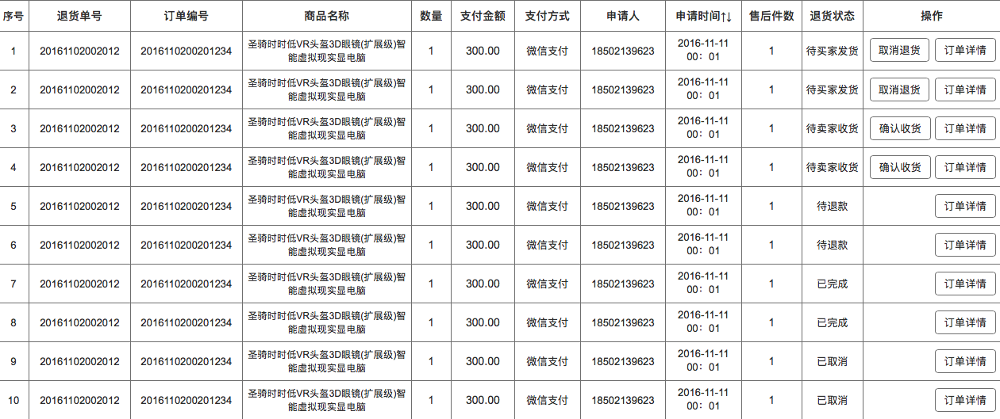 序号 退货单号 订单编号 商品名称 数量 支付金额 支付方式 申请人 申请时间↑↓ 售后件数 退货状态 操作
1 20161102002012 2016110200201234 圣骑时时低VR头盔3D眼镜(扩展级)智 1 300.00 微信支付 18502139623 2016-11-11 1 待买家发货 取消退货 订单详情
能虚拟现实显电脑 00：01
2 20161102002012 2016110200201234 圣骑时时低VR头盔3D眼镜(扩展级)智 1 300.00 微信支付 18502139623 2016-11-11 1 待买家发货 取消退货 订单详情
能虚拟现实显电脑 00：01
3 20161102002012 2016110200201234 圣骑时时低VR头盔3D眼镜(扩展级)智 1 300.00 微信支付 18502139623 2016-11-11 1 待卖家收货 确认收货 订单详情
能虚拟现实显电脑 00：01
4 20161102002012 2016110200201234 圣骑时时低VR头盔3D眼镜(扩展级)智 1 300.00 微信支付 18502139623 2016-11-11 1 待卖家收货 确认收货 订单详情
能虚拟现实显电脑 00：01
5 20161102002012 2016110200201234 圣骑时时低VR头盔3D眼镜(扩展级)智 1 300.00 微信支付 18502139623 2016-11-11 1 待退款 订单详情
能虚拟现实显电脑 00：01
6 20161102002012 2016110200201234 圣骑时时低VR头盔3D眼镜(扩展级)智 1 300.00 微信支付 18502139623 2016-11-11 1 待退款 订单详情
能虚拟现实显电脑 00：01
7 20161102002012 2016110200201234 圣骑时时低VR头盔3D眼镜(扩展级)智 1 300.00 微信支付 18502139623 2016-11-11 1 已完成 订单详情
能虚拟现实显电脑 00：01
8 20161102002012 2016110200201234 圣骑时时低VR头盔3D眼镜(扩展级)智 1 300.00 微信支付 18502139623 2016-11-11 1 已完成 订单详情
能虚拟现实显电脑 00：01
9 20161102002012 2016110200201234 圣骑时时低VR头盔3D眼镜(扩展级)智 1 300.00 微信支付 18502139623 2016-11-11 1 已取消 订单详情
能虚拟现实显电脑 00：01
10 20161102002012 2016110200201234 圣骑时时低VR头盔3D眼镜(扩展级)智 1 300.00 微信支付 18502139623 2016-11-11 1 已取消 订单详情
能虚拟现实显电脑 00：01